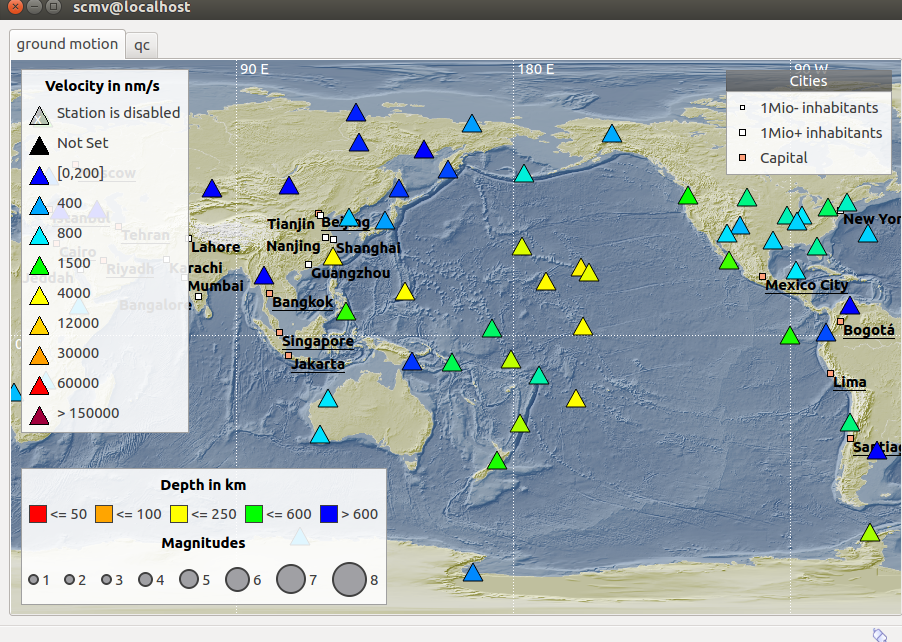 scmv@localhost
ground motion
qc
90 E
180 E
90 W
Velocity in nm/s
Station is disabled
Not Set
[0,200]
400
800
1500
4000
12000
30000
60000
> 150000
Cities
1Mio- inhabitants
1Mio+ inhabitants
Capital
Moscow
Istanbul
Tehran
Cairo
Riyadh
Jeddah
Bangalore
Lahore
Karachi
Mumbai
Tianjin
Beijing
Nanjing
Shanghai
Guangzhou
Bangkok
Singapore
Jakarta
New Yor
Mexico City
Bogotá
Lima
Santiag
Depth in km
<= 50 <= 100 <= 250 <= 600 > 600
Magnitudes
1 2 3 4 5 6 7 8